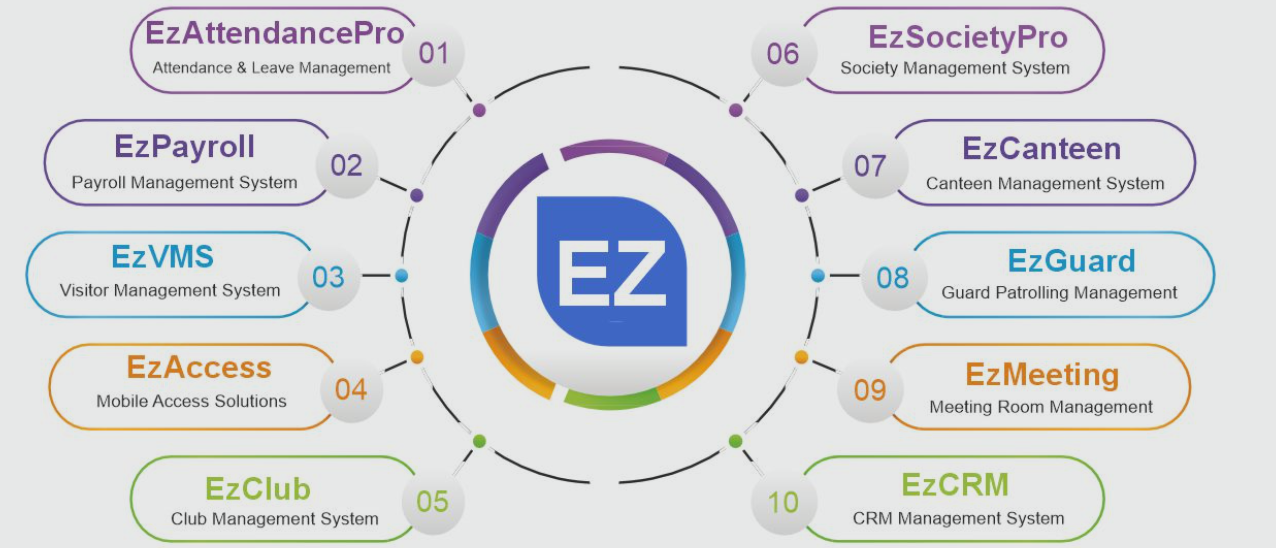 EzAttendancePro
Attendance & Leave Management
01
EzPayroll
Payroll Management System
02
EzVMS
Visitor Management System
03
EzAccess
Mobile Access Solutions
04
EzClub
Club Management System
05
EZ
06
EzSocietyPro
Society Management System
07
EzCanteen
Canteen Management System
08
EzGuard
Guard Patrolling Management
09
EzMeeting
Meeting Room Management
10
EzCRM
CRM Management System